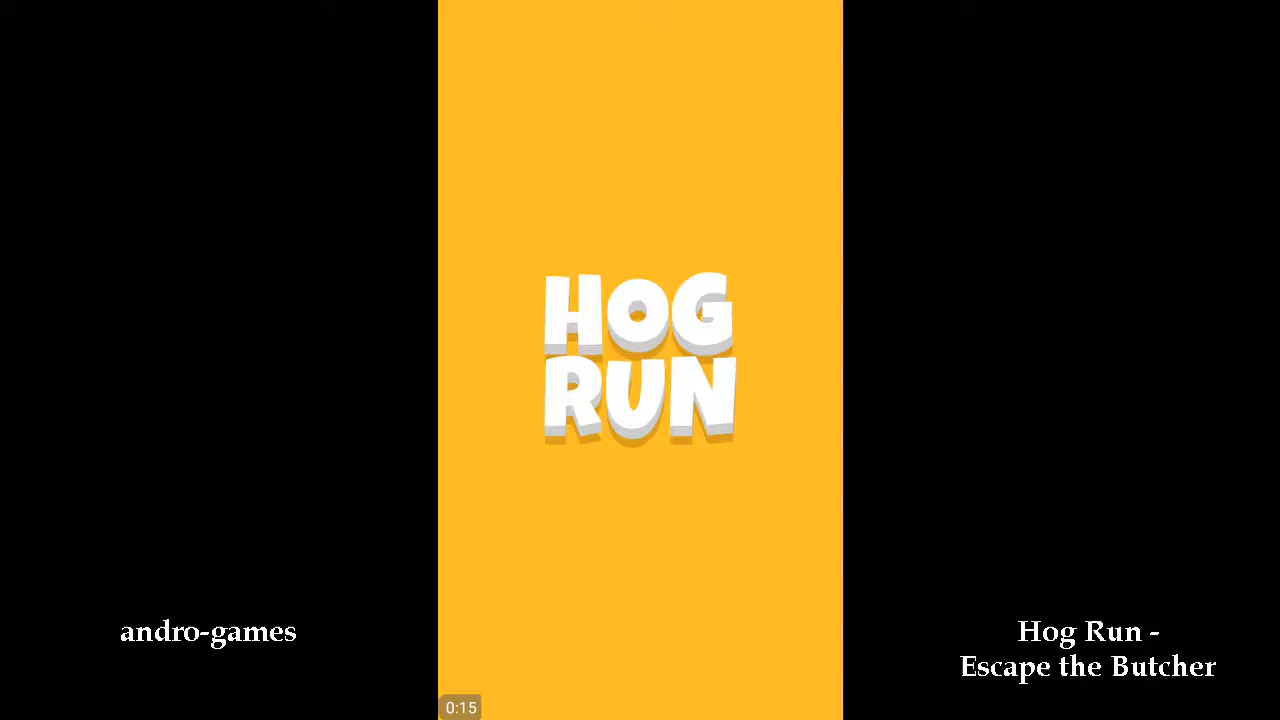 HOG
RUN
andro-games
Hog Run -
Escape the Butcher
0:15